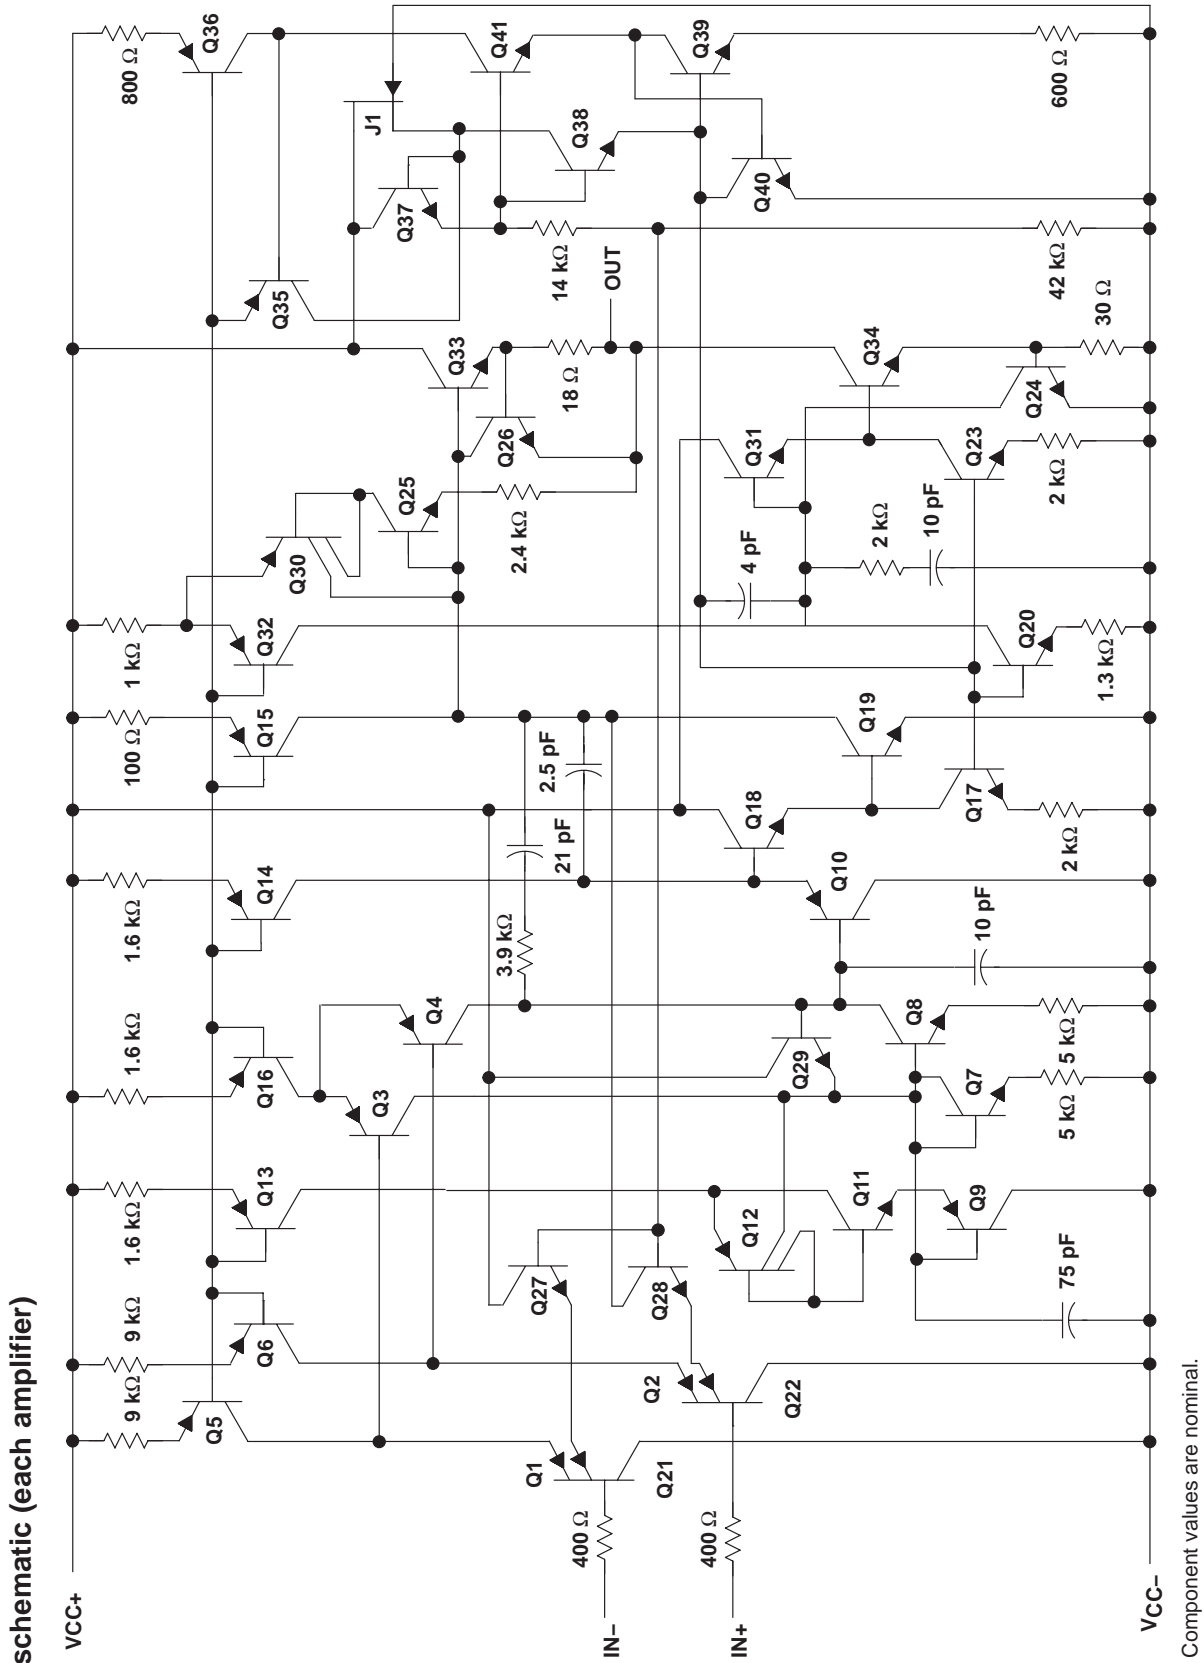 schematic (each amplifier)
VCC+
9 kΩ
9 kΩ
1.6 kΩ
1.6 kΩ
1.6 kΩ
100 Ω
1 kΩ
800 Ω
Q5
Q36
Q6
Q13
Q16
Q14
Q15
Q32
Q30
Q35
Q3
J1
Q25
Q37
Q4
Q33
Q26
Q41
3.9 kΩ
2.4 kΩ
Q1
Q27
2.5 pF
21 pF
18 Ω
14 kΩ
Q38
400 Ω
IN−
OUT
Q2
Q28
Q21
Q39
400 Ω
IN+
Q12
Q18
4 pF
Q31
Q40
Q22
Q29
Q10
Q11
Q19
2 kΩ
Q34
Q8
10 pF
Q9
Q7
10 pF
Q17
Q23
Q20
Q24
75 pF
5 kΩ
5 kΩ
2 kΩ
1.3 kΩ
2 kΩ
30 Ω
42 kΩ
600 Ω
VCC−
Component values are nominal.